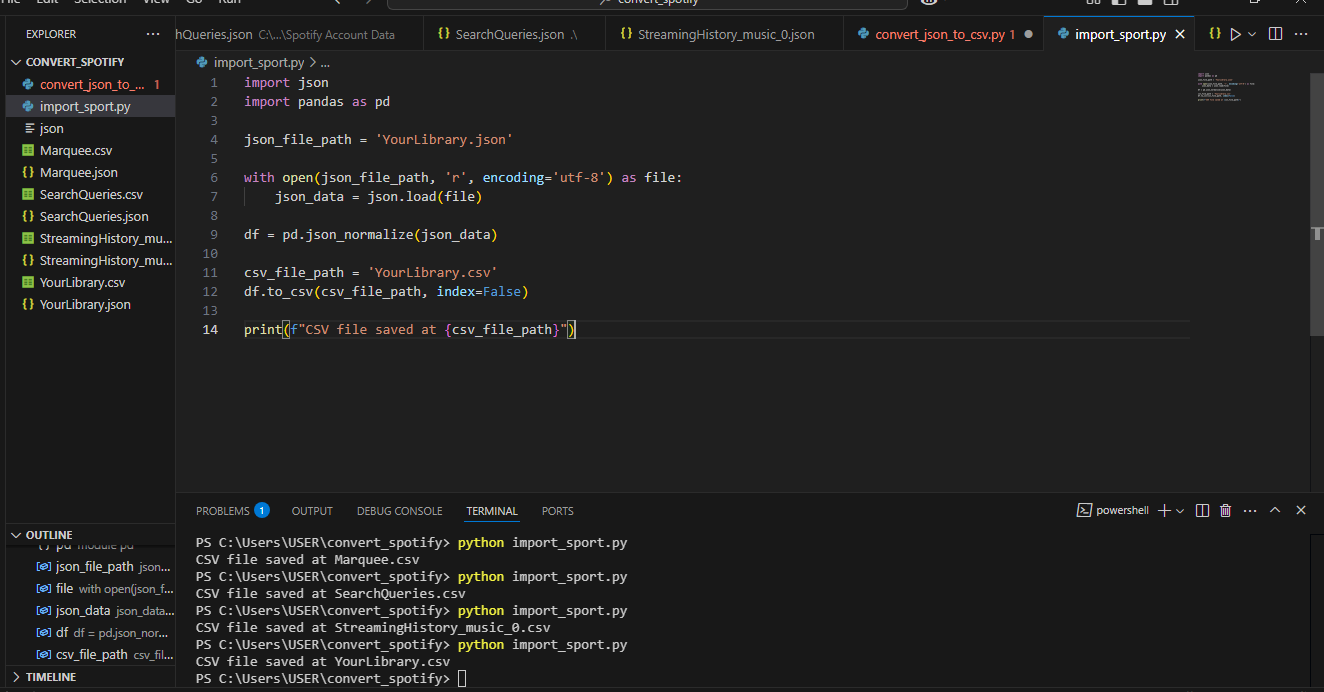 File Edit Selection View Go Run
convert_spotify
EXPLORER ...
hQueries.json C:\...\Spotify Account Data
{} SearchQueries.json .\
{} StreamingHistory_music_0.json
convert_json_to_csv.py 1
import_sport.py
CONVERT_SPOTIFY
convert_json_to_... 1
import_sport.py
json
Marquee.csv
{} Marquee.json
SearchQueries.csv
{} SearchQueries.json
StreamingHistory_mu...
{} StreamingHistory_mu...
YourLibrary.csv
{} YourLibrary.json
OUTLINE
{} pd module pd
json_file_path json...
file with open(json_f...
json_data json_data...
df df = pd.json_nor...
csv_file_path csv_fil...
TIMELINE
import_sport.py > ...
1 import json
2 import pandas as pd
3
4 json_file_path = 'YourLibrary.json'
5
6 with open(json_file_path, 'r', encoding='utf-8') as file:
7     json_data = json.load(file)
8
9 df = pd.json_normalize(json_data)
10
11 csv_file_path = 'YourLibrary.csv'
12 df.to_csv(csv_file_path, index=False)
13
14 print(f"CSV file saved at {csv_file_path}")
PROBLEMS 1 OUTPUT DEBUG CONSOLE TERMINAL PORTS
powershell
PS C:\Users\USER\convert_spotify> python import_sport.py
CSV file saved at Marquee.csv
PS C:\Users\USER\convert_spotify> python import_sport.py
CSV file saved at SearchQueries.csv
PS C:\Users\USER\convert_spotify> python import_sport.py
CSV file saved at StreamingHistory_music_0.csv
PS C:\Users\USER\convert_spotify> python import_sport.py
CSV file saved at YourLibrary.csv
PS C:\Users\USER\convert_spotify>